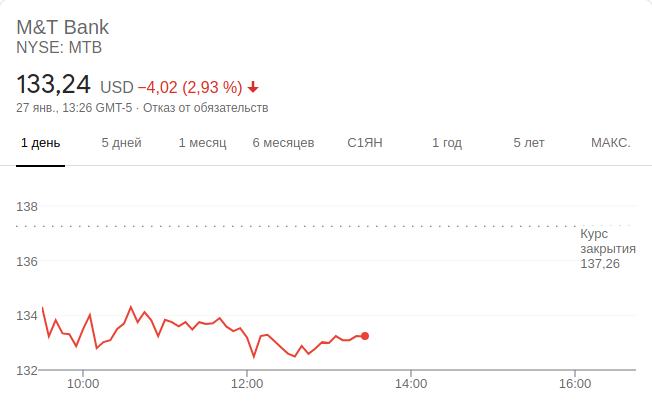 M&T Bank
NYSE: MTB
133,24 USD −4,02 (2,93 %)
27 янв., 13:26 GMT-5 · Отказ от обязательств
1 день 5 дней 1 месяц 6 месяцев С1ЯН 1 год 5 лет МАКС.
138
Курс
закрытия
137,26
136
134
132
10:00 12:00 14:00 16:00